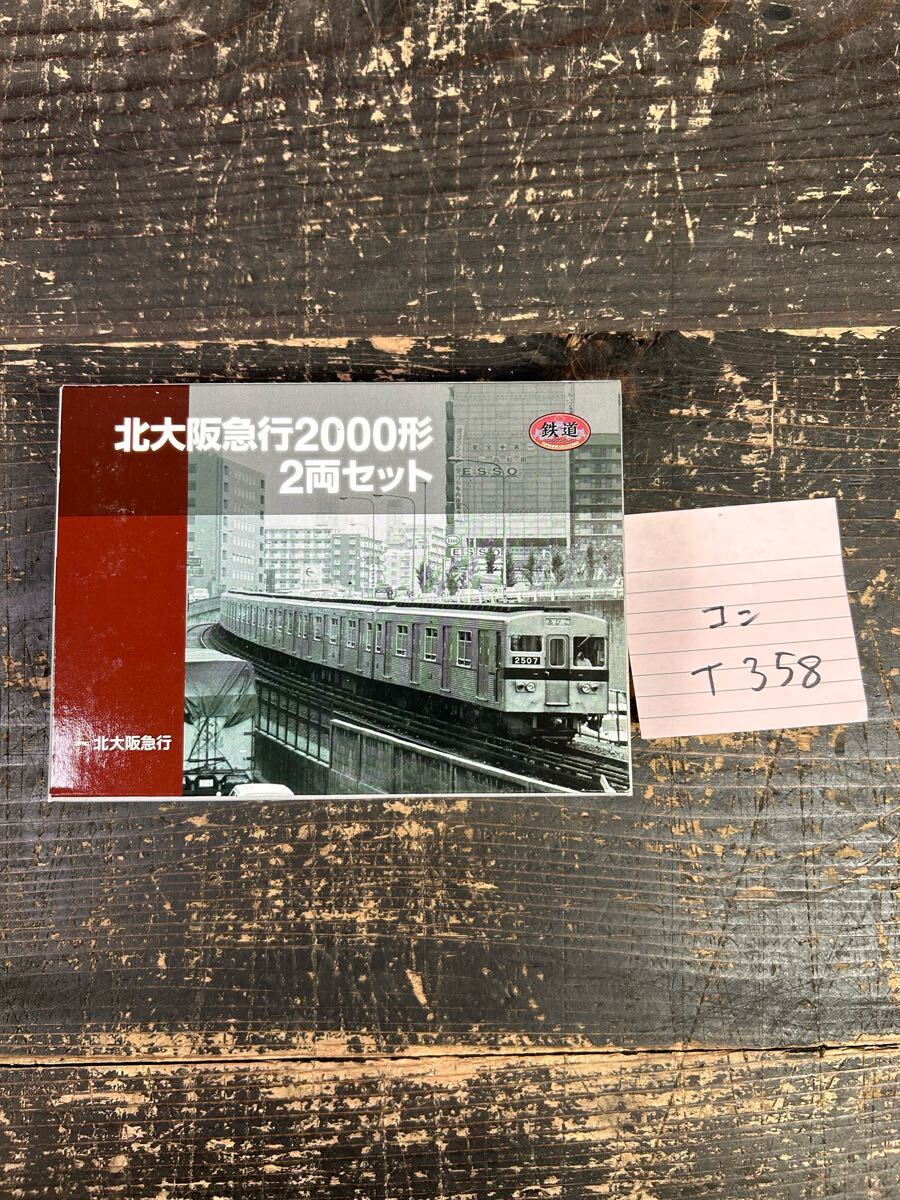 北大阪急行2000形
2両セット
鉄道
ESSO
ESSO
2507
北大阪急行
コン
T358